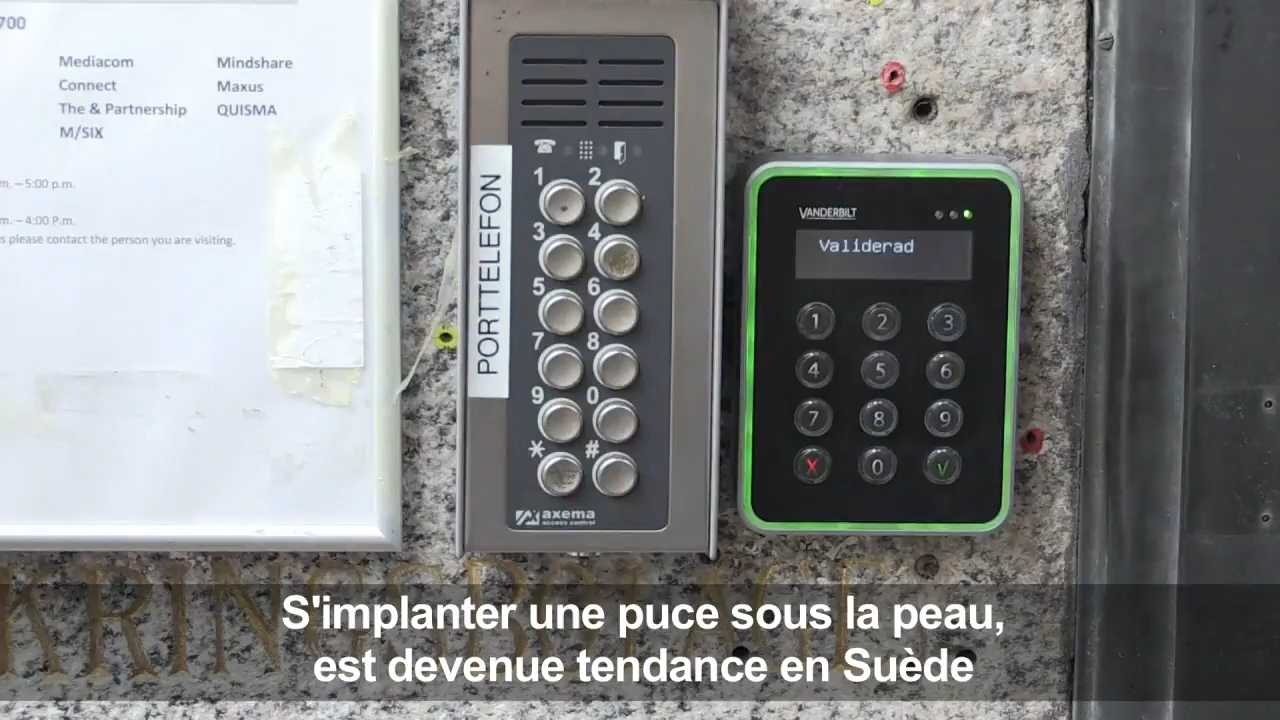 700
Mediacom Mindshare
Connect Maxus
The & Partnership QUISMA
M/SIX
m. – 5:00 p.m.
m. – 4:00 P.m.
s please contact the person you are visiting.
PORTTELEFON
1 2
3 4
5 6
7 8
9 0
* #
axema
access control
VANDERBILT
Validerad
1 2 3
4 5 6
7 8 9
X 0 √
S'implanter une puce sous la peau,
est devenue tendance en Suède